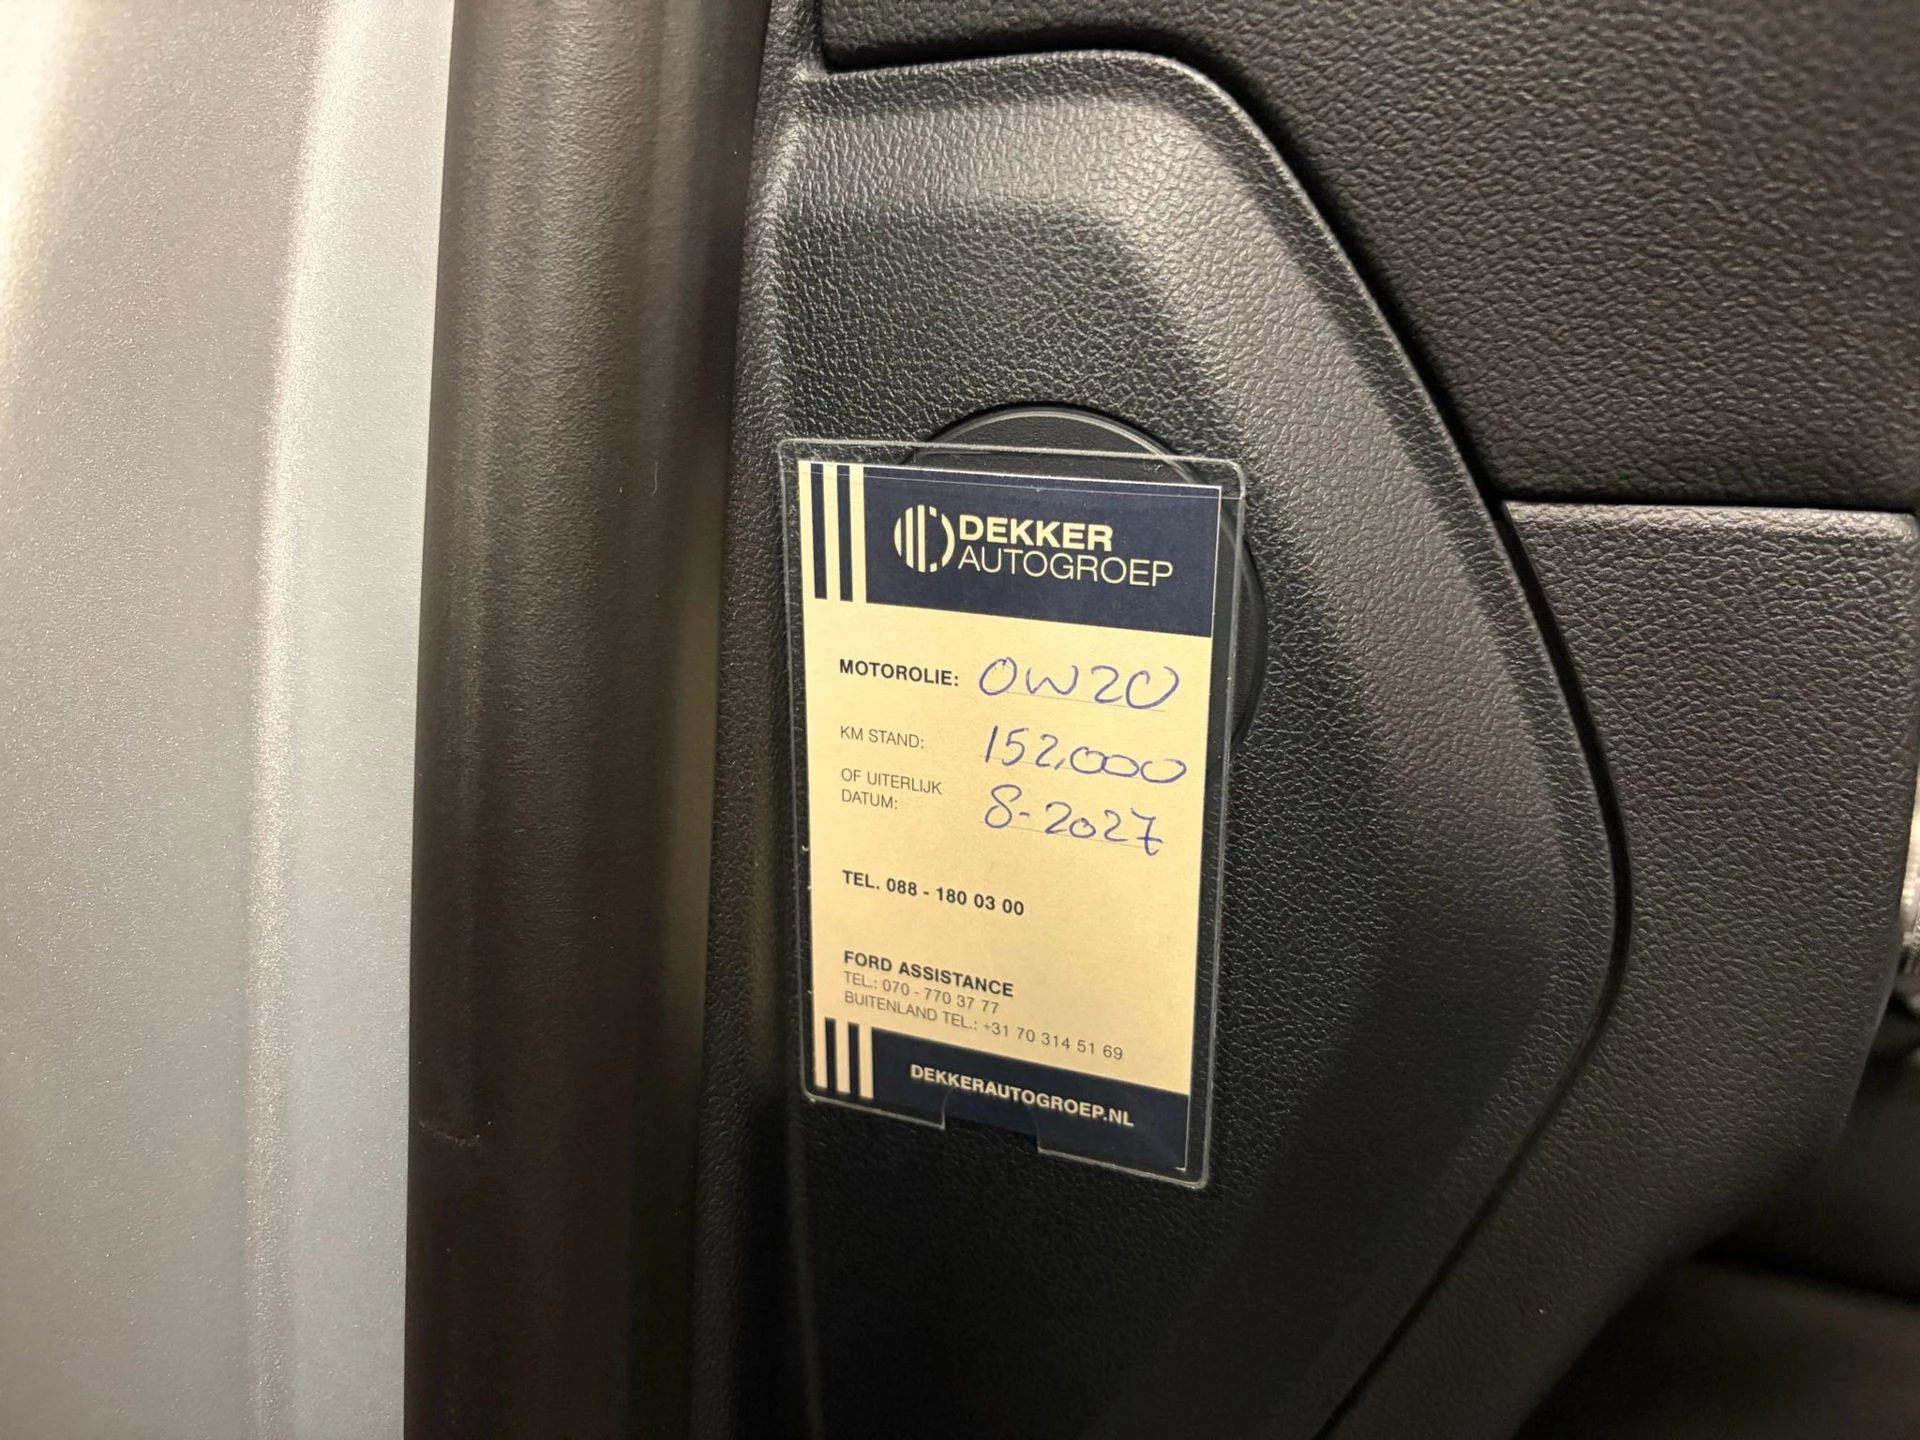 DEKKER
AUTOGROEP
MOTOROLIE: 0W20
KM STAND: 152.000
OF UITERLIJK
DATUM: 8-2027
TEL. 088 - 180 03 00
FORD ASSISTANCE
TEL.: 070 - 770 37 77
BUITENLAND TEL.: +31 70 314 51 69
DEKKERAUTOGROEP.NL